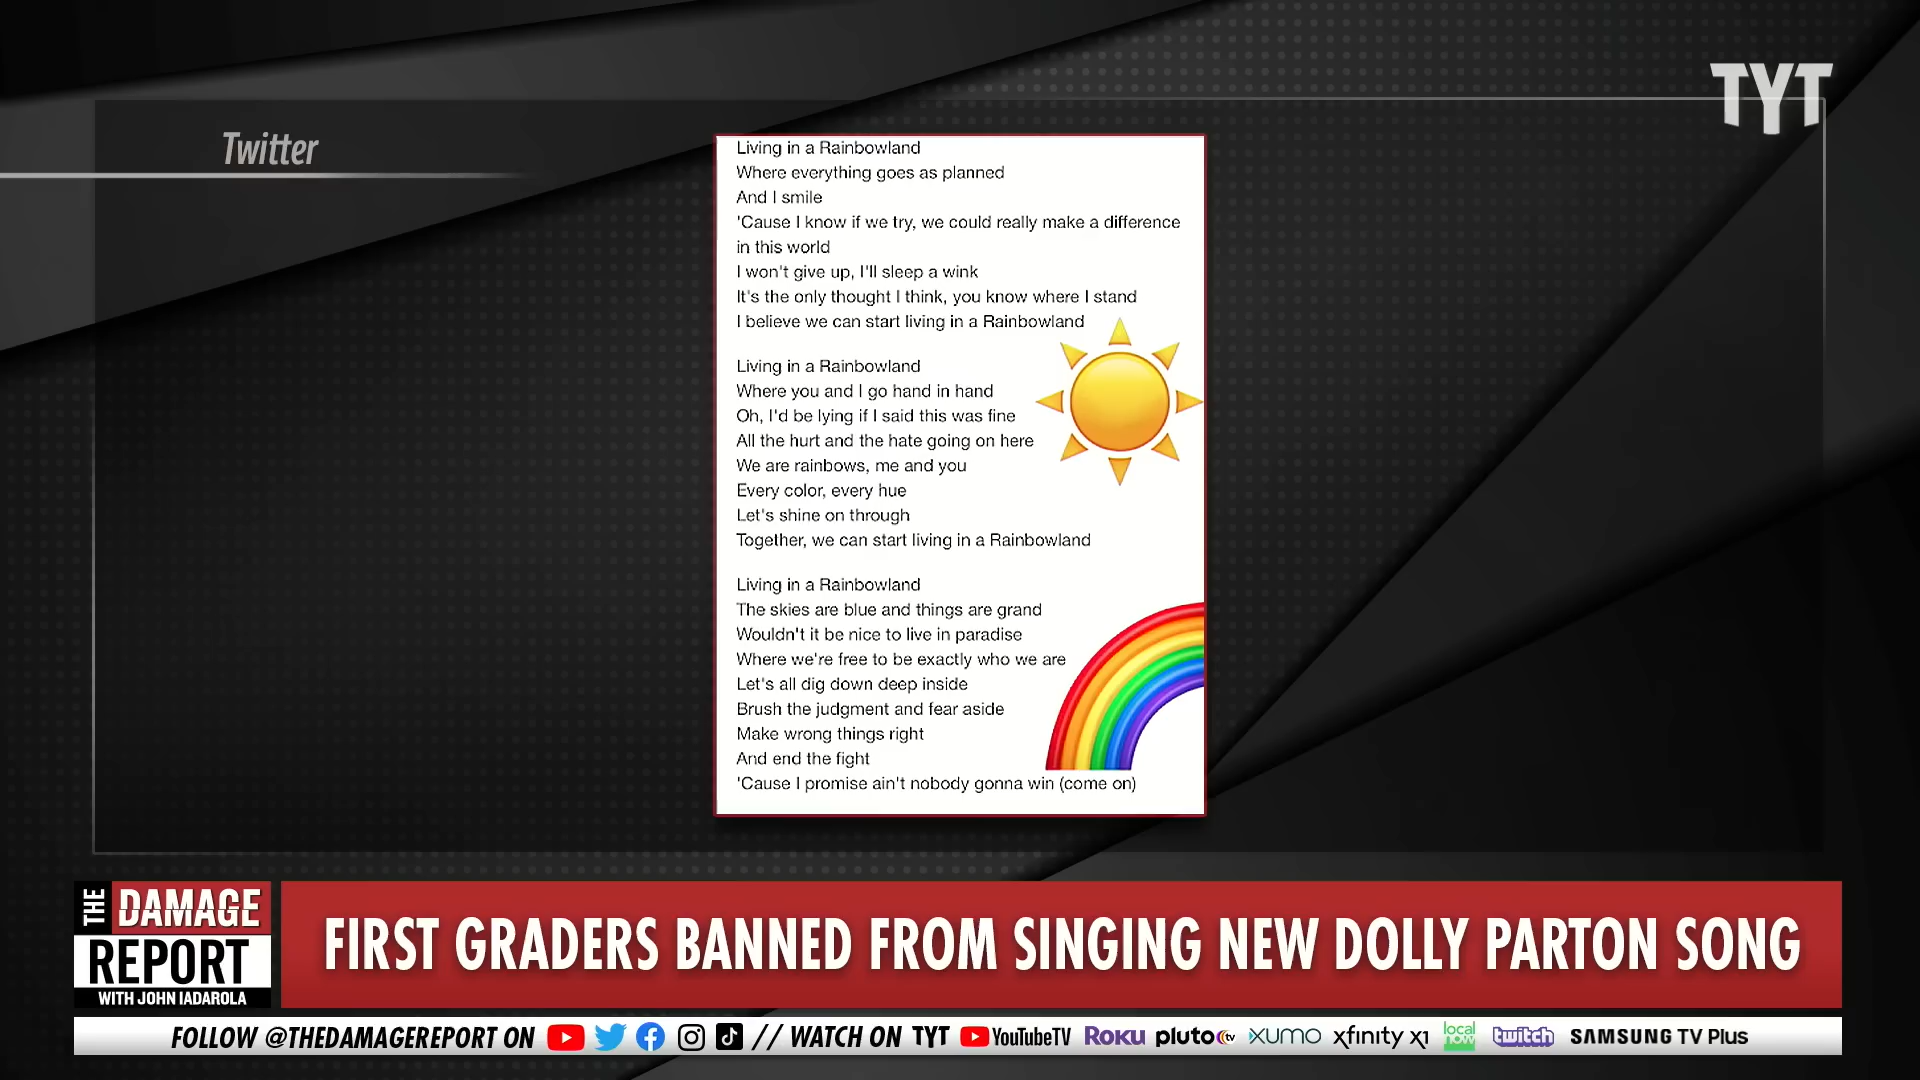 TYT
Twitter
Living in a Rainbowland
Where everything goes as planned
And I smile
'Cause I know if we try, we could really make a difference
in this world
I won't give up, I'll sleep a wink
It's the only thought I think, you know where I stand
I believe we can start living in a Rainbowland
Living in a Rainbowland
Where you and I go hand in hand
Oh, I'd be lying if I said this was fine
All the hurt and the hate going on here
We are rainbows, me and you
Every color, every hue
Let's shine on through
Together, we can start living in a Rainbowland
Living in a Rainbowland
The skies are blue and things are grand
Wouldn't it be nice to live in paradise
Where we're free to be exactly who we are
Let's all dig down deep inside
Brush the judgment and fear aside
Make wrong things right
And end the fight
'Cause I promise ain't nobody gonna win (come on)
THE DAMAGE
REPORT
WITH JOHN IADAROLA
FIRST GRADERS BANNED FROM SINGING NEW DOLLY PARTON SONG
FOLLOW @THEDAMAGEREPORT ON // WATCH ON TYT YouTubeTV ROKU pluto tv XUMO xfinity x1 local now twitch SAMSUNG TV Plus